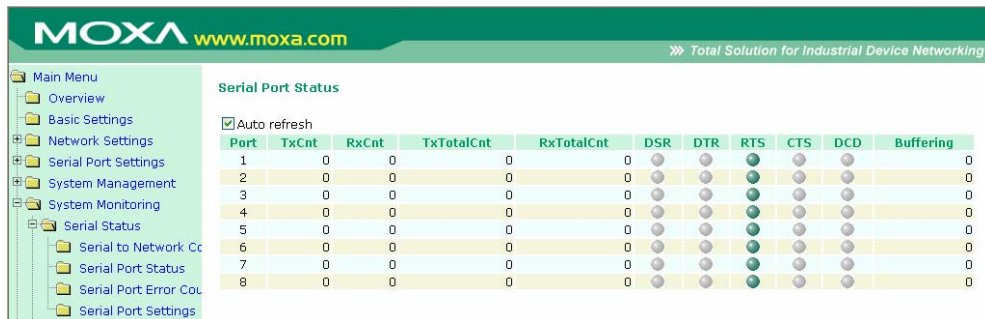 MOXA www.moxa.com
Total Solution for Industrial Device Networking
Main Menu
Overview
Basic Settings
Network Settings
Serial Port Settings
System Management
System Monitoring
Serial Status
Serial to Network Co
Serial Port Status
Serial Port Error Cou
Serial Port Settings
Serial Port Status
Auto refresh
Port TxCnt RxCnt TxTotalCnt RxTotalCnt DSR DTR RTS CTS DCD Buffering
1 0 0 0 0 0
2 0 0 0 0 0
3 0 0 0 0 0
4 0 0 0 0 0
5 0 0 0 0 0
6 0 0 0 0 0
7 0 0 0 0 0
8 0 0 0 0 0